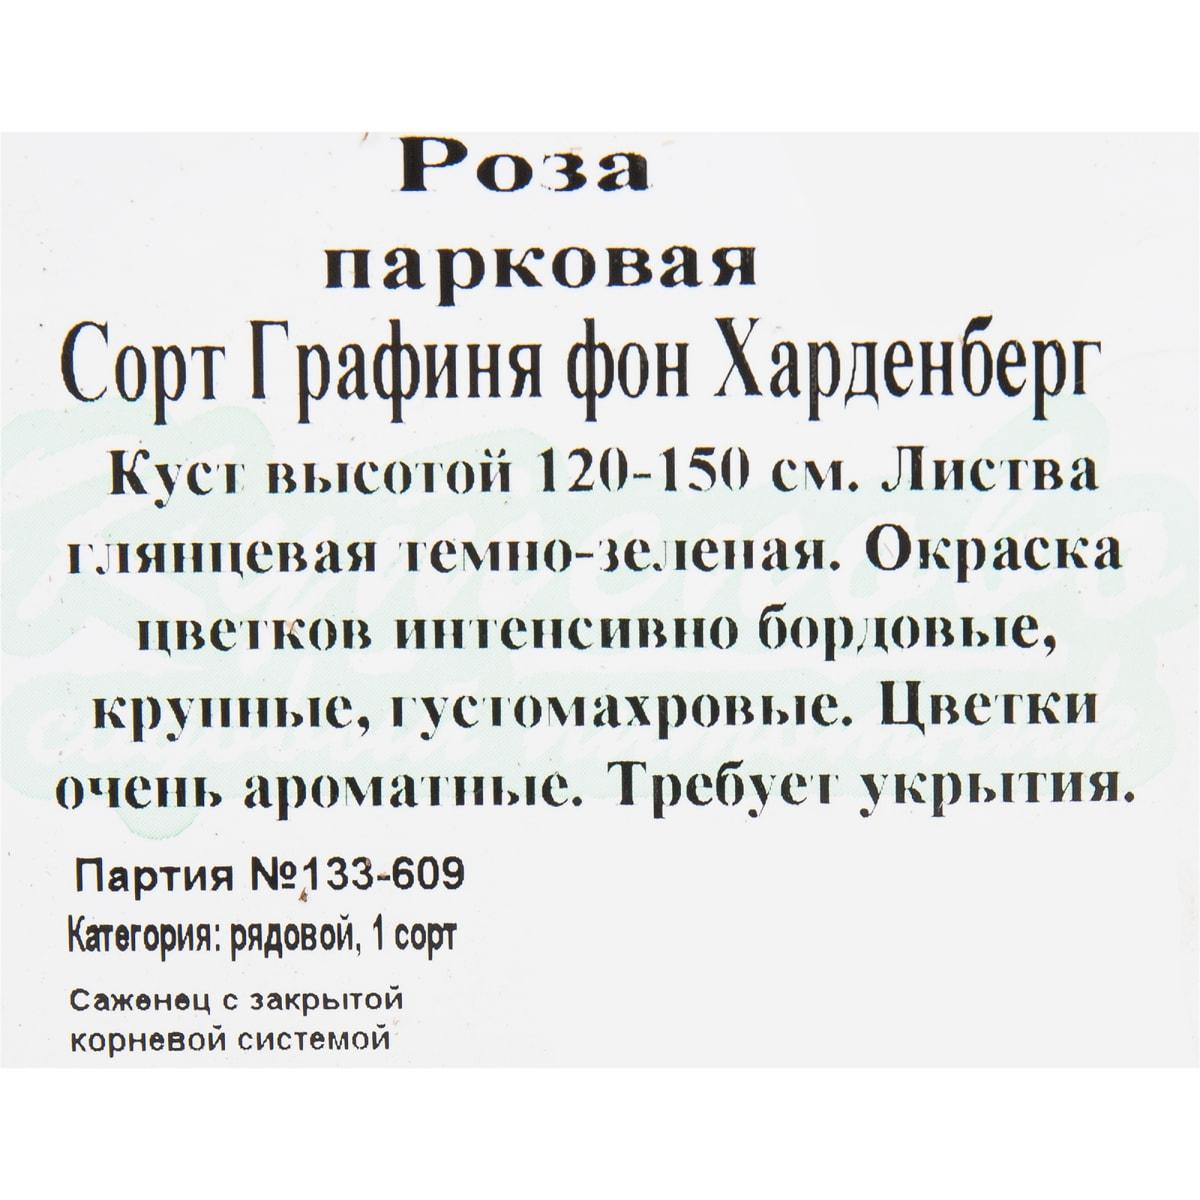 Роза
парковая
Сорт Графиня фон Харденберг
Куст высотой 120-150 см. Листва
глянцевая темно-зеленая. Окраска
цветков интенсивно бордовые,
крупные, густомахровые. Цветки
очень ароматные. Требует укрытия.
Партия №133-609
Категория: рядовой, 1 сорт
Саженец с закрытой
корневой системой